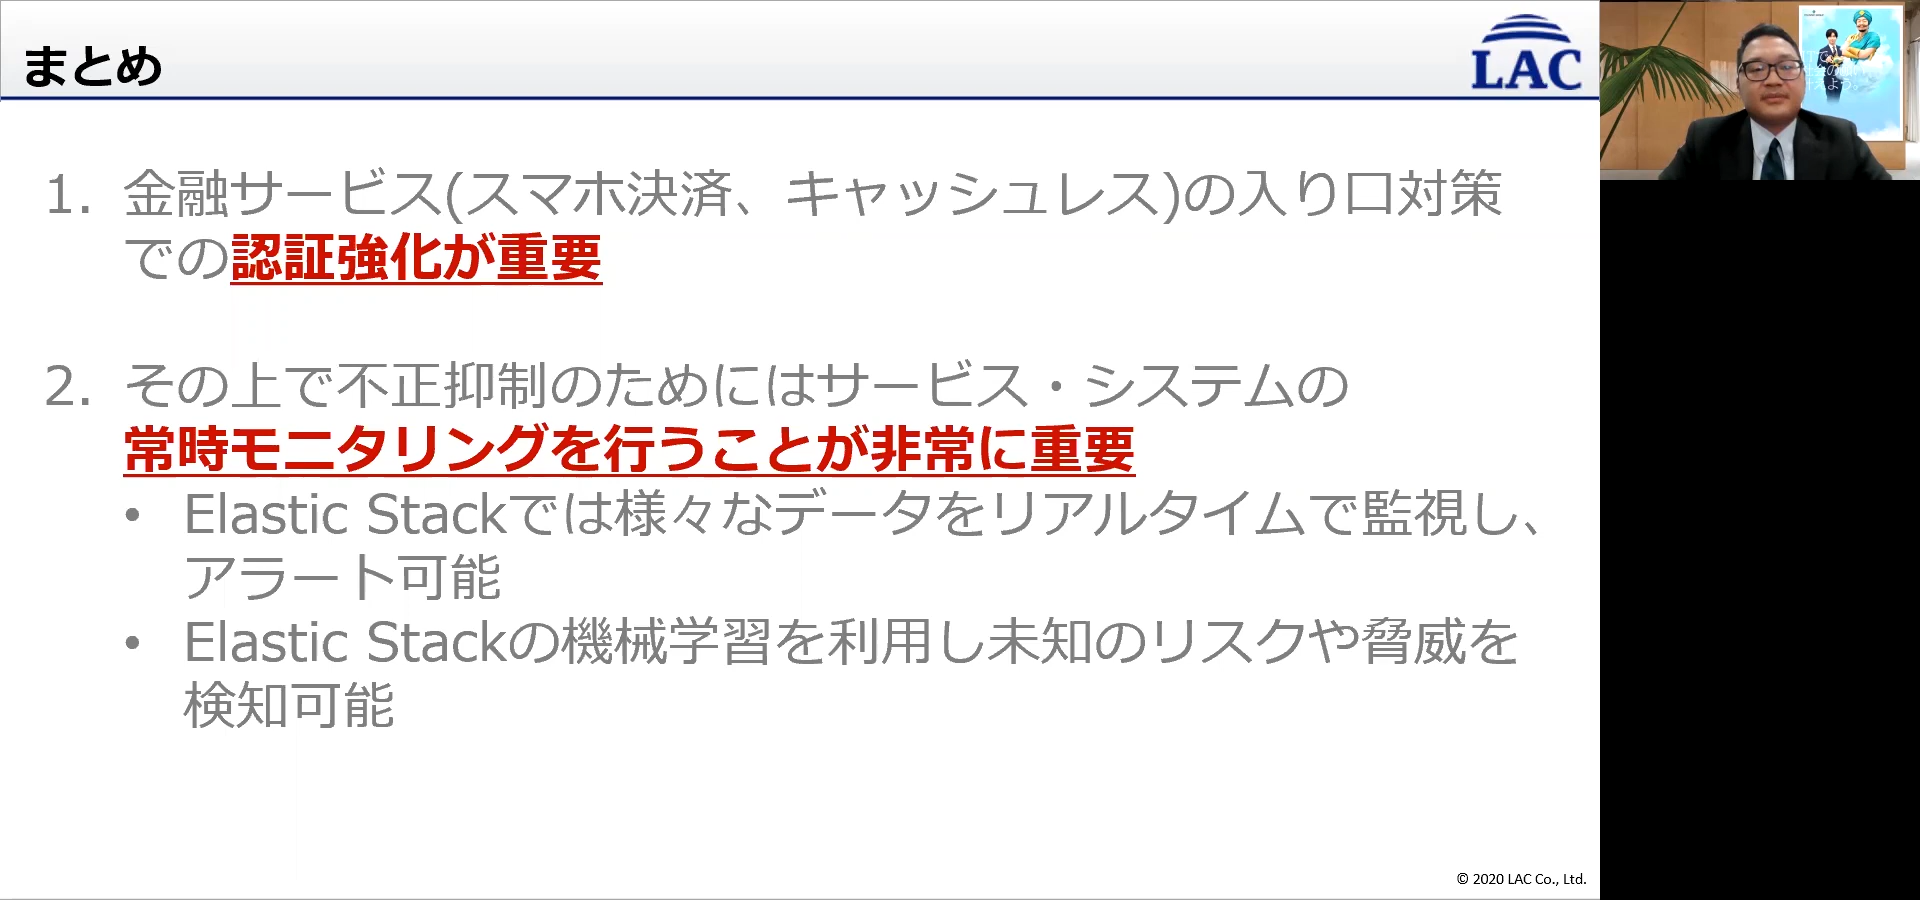 まとめ
LAC
1. 金融サービス(スマホ決済、キャッシュレス)の入り口対策
での認証強化が重要
2. その上で不正抑制のためにはサービス・システムの
常時モニタリングを行うことが非常に重要
• Elastic Stackでは様々なデータをリアルタイムで監視し、
アラート可能
• Elastic Stackの機械学習を利用し未知のリスクや脅威を
検知可能
© 2020 LAC Co., Ltd.